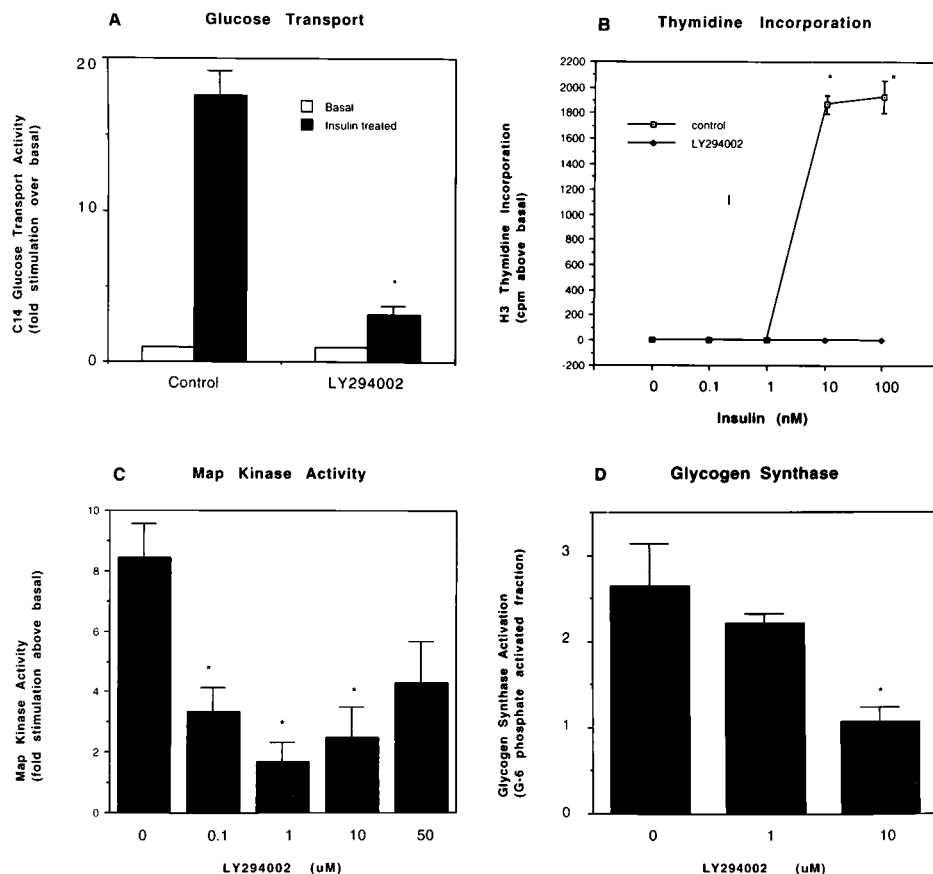 A Glucose Transport
C14 Glucose Transport Activity
(fold stimulation over basal)
20
10
0
Basal
Insulin treated
*
Control LY294002
B Thymidine Incorporation
H3 Thymidine Incorporation
(cpm above basal)
2200
2000
1800
1600
1400
1200
1000
800
600
400
200
0
-200
control
LY294002
* *
0 0.1 1 10 100
Insulin (nM)
C Map Kinase Activity
Map Kinase Activity
(fold stimulation above basal)
10
8
6
4
2
0
* * *
0 0.1 1 10 50
LY294002 (uM)
D Glycogen Synthase
Glycogen Synthase Activation
(G-6 phosphate activated fraction)
3
2
1
0
*
0 1 10
LY294002 (uM)